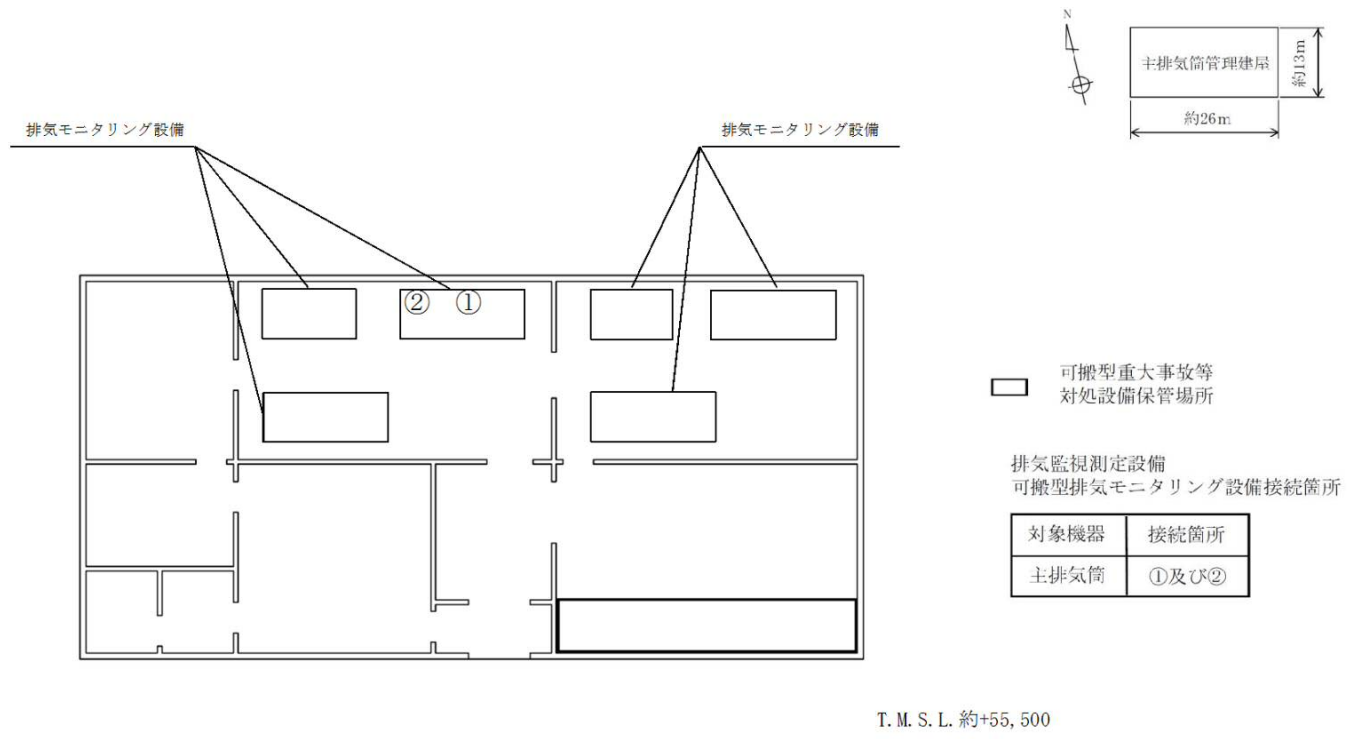 N
主排気筒管理建屋
約13m
約26m
排気モニタリング設備
排気モニタリング設備
② ①
可搬型重大事故等
対処設備保管場所
排気監視測定設備
可搬型排気モニタリング設備接続箇所
対象機器 接続箇所
主排気筒 ①及び②
T.M.S.L.約+55,500